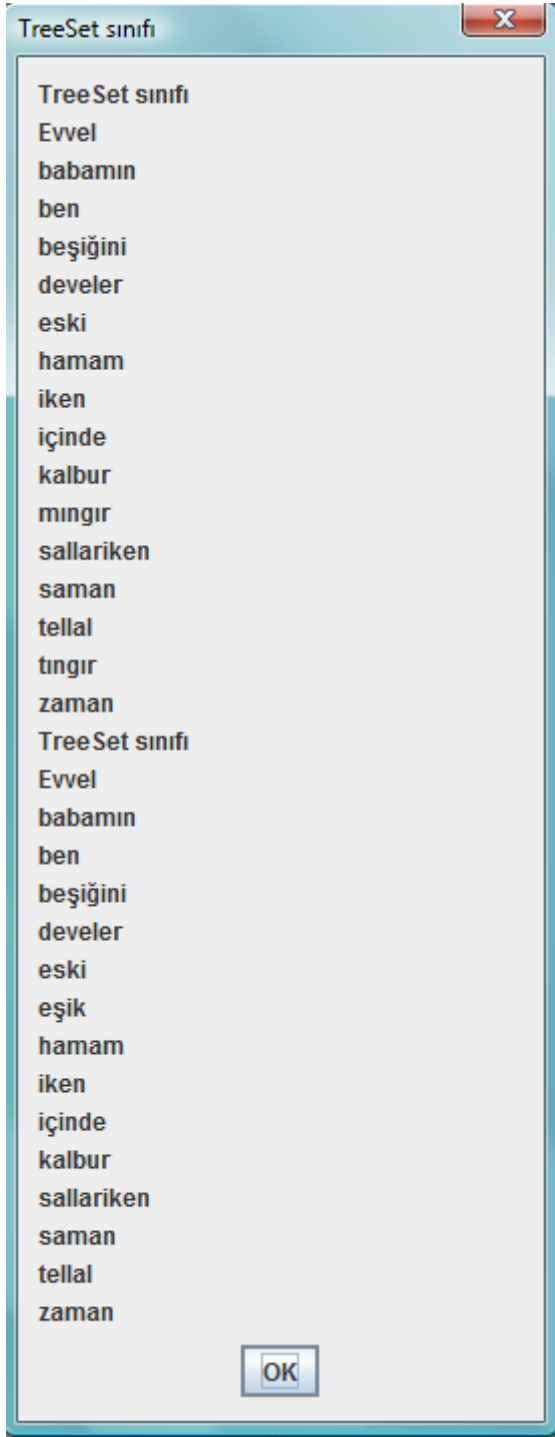 TreeSet sınıfı
TreeSet sınıfı
Evvel
babamın
ben
beşiğini
develer
eski
hamam
iken
içinde
kalbur
mıngır
sallariken
saman
tellal
tıngır
zaman
TreeSet sınıfı
Evvel
babamın
ben
beşiğini
develer
eski
eşik
hamam
iken
içinde
kalbur
sallariken
saman
tellal
zaman
OK